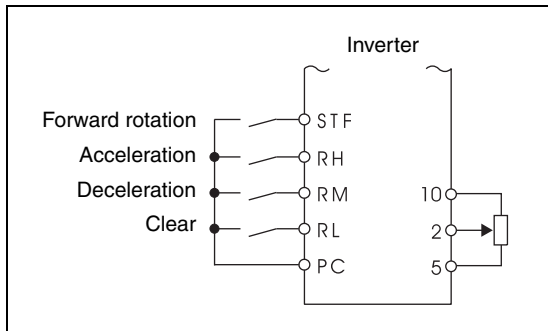 Inverter
Forward rotation STF
Acceleration RH
Deceleration RM 10
Clear RL 2
PC 5